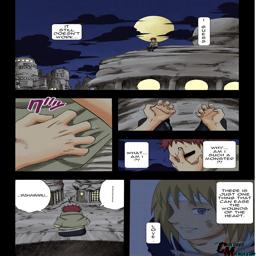 I
GUESS
IT
STILL
DOESN'T
WORK...
WHY...
AM I
SUCH A
MONSTER
?!
WHAT...
AM I
?!
THERE IS
JUST ONE
THING THAT
CAN EASE
THE
WOUNDS
OF THE
HEART.